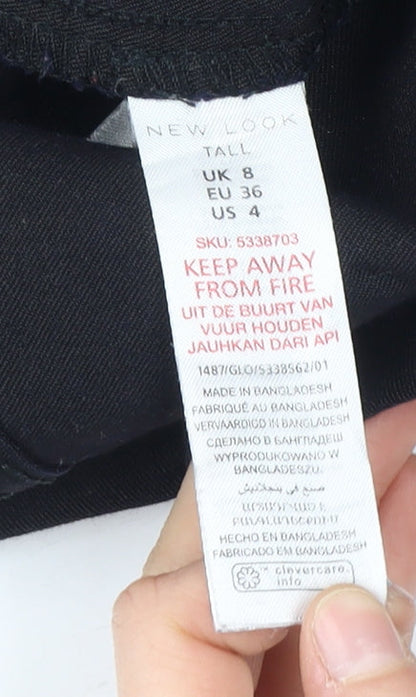 NEW LOOK
TALL
UK 8
EU 36
US 4
SKU: 5338703
KEEP AWAY
FROM FIRE
UIT DE BUURT VAN
VUUR HOUDEN
JAUHKAN DARI API
1487/GLO/5338562/01
MADE IN BANGLADESH
FABRIQUÉ AU BANGLADESH
VERVAARDIGD IN BANGLADESH
СДЕЛАНО В БАНГЛАДЕШ
WYPRODUKOWANO W
BANGLADESZU.
صنع في بنجلاديش
HECHO EN BANGLADESH
FABRICADO EM BANGLADESH
clevercare.
info